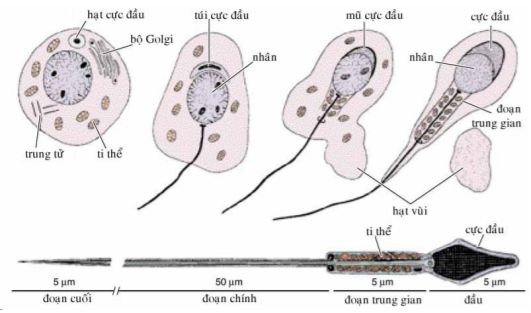 hạt cực đầu
bộ Golgi
trung tử
ti thể
túi cực đầu
nhân
mũ cực đầu
cực đầu
nhân
đoạn
trung gian
hạt vùi
ti thể
cực đầu
5 µm
50 µm
5 µm
5 µm
đoạn cuối
đoạn chính
đoạn trung gian
đầu